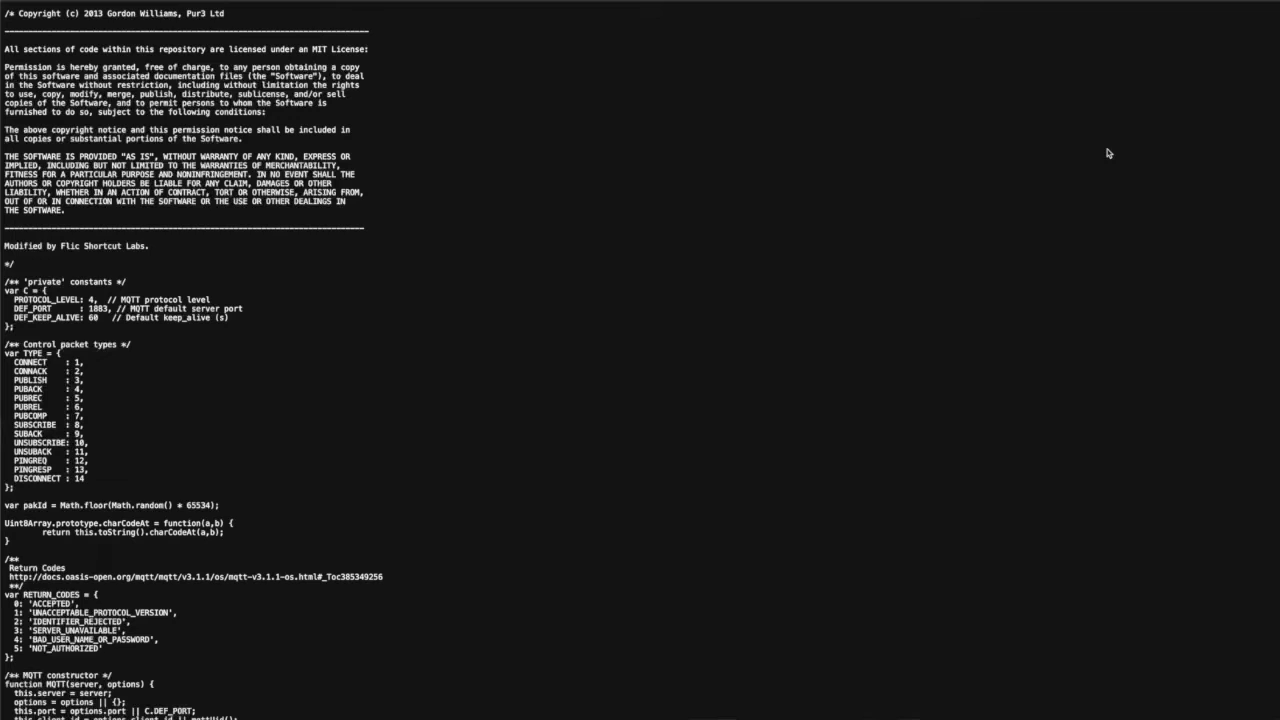 /* Copyright (c) 2013 Gordon Williams, Pur3 Ltd
------------------------------------------------------------------------------
All sections of code within this repository are licensed under an MIT License:
Permission is hereby granted, free of charge, to any person obtaining a copy
of this software and associated documentation files (the "Software"), to deal
in the Software without restriction, including without limitation the rights
to use, copy, modify, merge, publish, distribute, sublicense, and/or sell
copies of the Software, and to permit persons to whom the Software is
furnished to do so, subject to the following conditions:
The above copyright notice and this permission notice shall be included in
all copies or substantial portions of the Software.
THE SOFTWARE IS PROVIDED "AS IS", WITHOUT WARRANTY OF ANY KIND, EXPRESS OR
IMPLIED, INCLUDING BUT NOT LIMITED TO THE WARRANTIES OF MERCHANTABILITY,
FITNESS FOR A PARTICULAR PURPOSE AND NONINFRINGEMENT. IN NO EVENT SHALL THE
AUTHORS OR COPYRIGHT HOLDERS BE LIABLE FOR ANY CLAIM, DAMAGES OR OTHER
LIABILITY, WHETHER IN AN ACTION OF CONTRACT, TORT OR OTHERWISE, ARISING FROM,
OUT OF OR IN CONNECTION WITH THE SOFTWARE OR THE USE OR OTHER DEALINGS IN
THE SOFTWARE.
-----------------------------------------------------------------------------
Modified by Flic Shortcut Labs.
*/
/** 'private' constants */
var C = {
  PROTOCOL_LEVEL: 4,  // MQTT protocol level
  DEF_PORT      : 1883, // MQTT default server port
  DEF_KEEP_ALIVE: 60   // Default keep_alive (s)
};
/** Control packet types */
var TYPE = {
  CONNECT    : 1,
  CONNACK    : 2,
  PUBLISH    : 3,
  PUBACK     : 4,
  PUBREC     : 5,
  PUBREL     : 6,
  PUBCOMP    : 7,
  SUBSCRIBE  : 8,
  SUBACK     : 9,
  UNSUBSCRIBE: 10,
  UNSUBACK   : 11,
  PINGREQ    : 12,
  PINGRESP   : 13,
  DISCONNECT : 14
};
var pakId = Math.floor(Math.random() * 65534);
Uint8Array.prototype.charCodeAt = function(a,b) {
        return this.toString().charCodeAt(a,b);
}
/**
 Return Codes
 http://docs.oasis-open.org/mqtt/mqtt/v3.1.1/os/mqtt-v3.1.1-os.html#_Toc385349256
 **/
var RETURN_CODES = {
  0: 'ACCEPTED',
  1: 'UNACCEPTABLE_PROTOCOL_VERSION',
  2: 'IDENTIFIER_REJECTED',
  3: 'SERVER_UNAVAILABLE',
  4: 'BAD_USER_NAME_OR_PASSWORD',
  5: 'NOT_AUTHORIZED'
};
/** MQTT constructor */
function MQTT(server, options) {
  this.server = server;
  options = options || {};
  this.port = options.port || C.DEF_PORT;
  this.client_id = options.client_id || mqttUid();